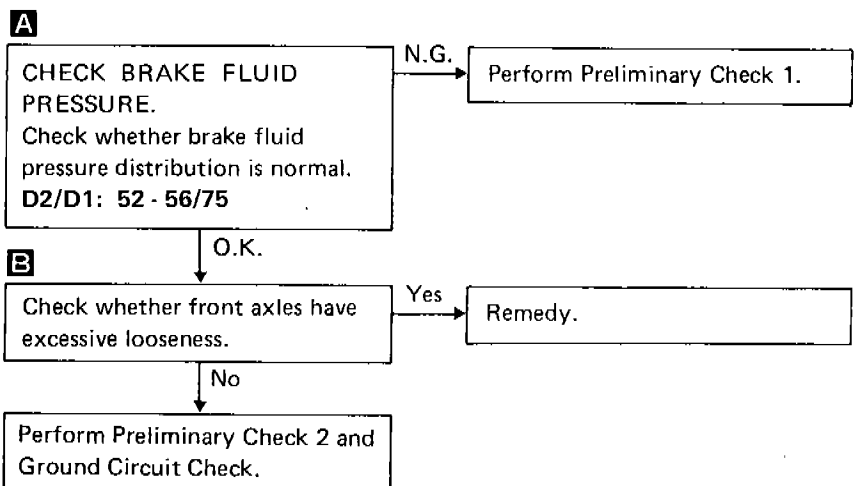 A
CHECK BRAKE FLUID
PRESSURE.
Check whether brake fluid
pressure distribution is normal.
D2/D1: 52 - 56/75
N.G.
Perform Preliminary Check 1.
O.K.
B
Check whether front axles have
excessive looseness.
Yes
Remedy.
No
Perform Preliminary Check 2 and
Ground Circuit Check.